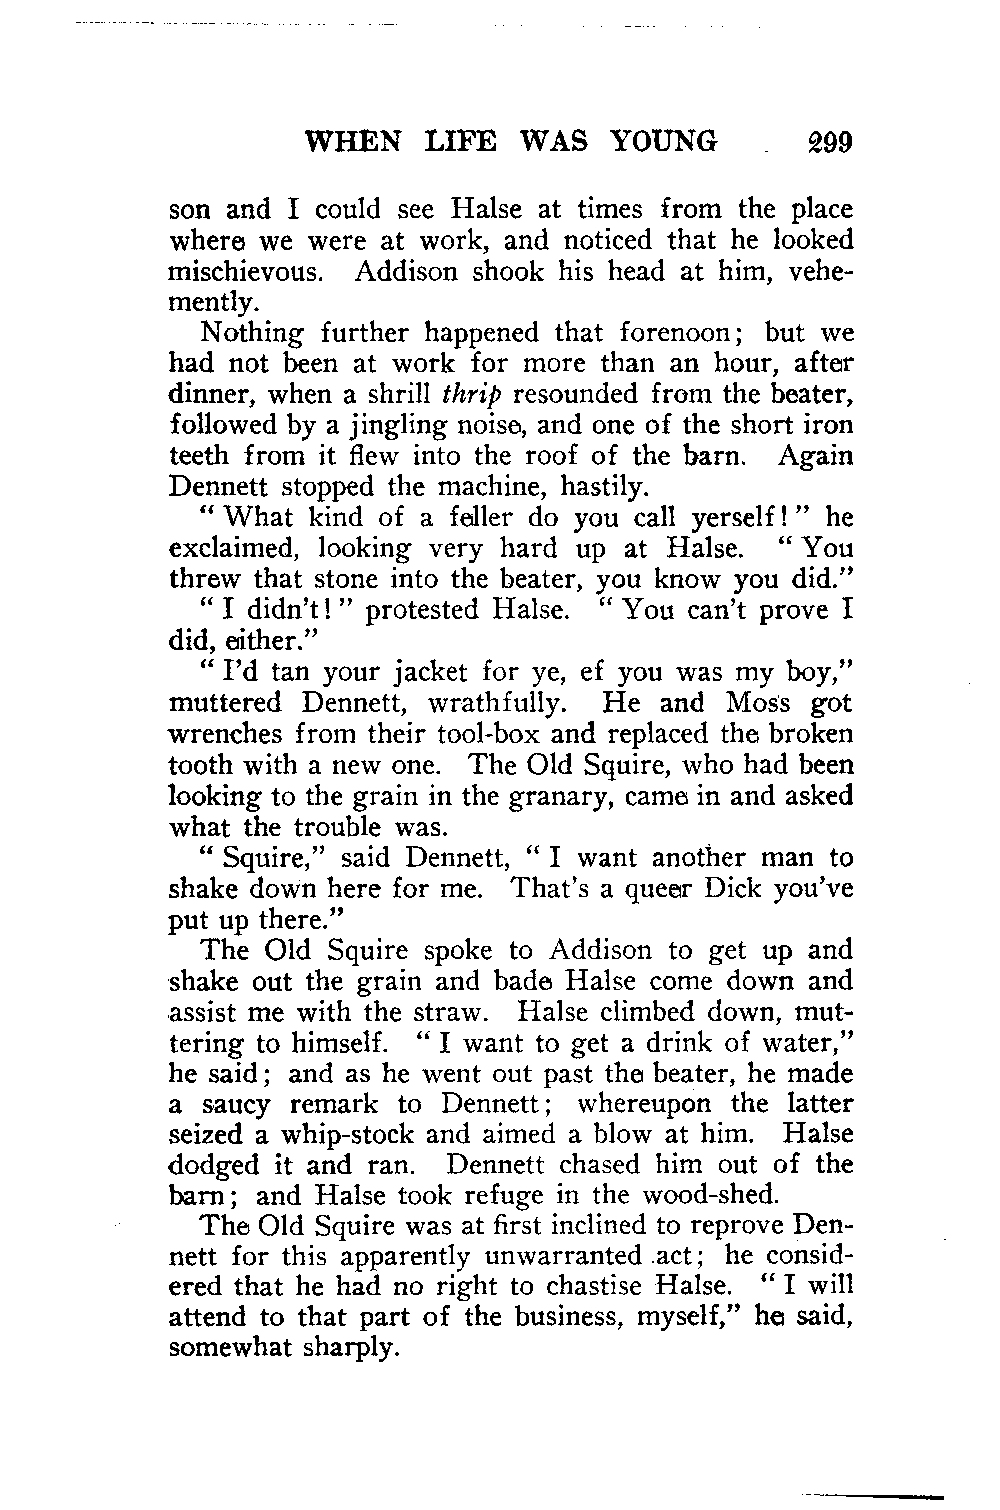 WHEN LIFE WAS YOUNG 299
son and I could see Halse at times from the place
where we were at work, and noticed that he looked
mischievous. Addison shook his head at him, vehe-
mently.
Nothing further happened that forenoon; but we
had not been at work for more than an hour, after
dinner, when a shrill thrip resounded from the beater,
followed by a jingling noise, and one of the short iron
teeth from it flew into the roof of the barn. Again
Dennett stopped the machine, hastily.
“ What kind of a feller do you call yerself! ” he
exclaimed, looking very hard up at Halse. “ You
threw that stone into the beater, you know you did.”
“ I didn’t! ” protested Halse. “ You can’t prove I
did, either.”
“ I’d tan your jacket for ye, ef you was my boy,”
muttered Dennett, wrathfully. He and Moss got
wrenches from their tool-box and replaced the broken
tooth with a new one. The Old Squire, who had been
looking to the grain in the granary, came in and asked
what the trouble was.
“ Squire,” said Dennett, “ I want another man to
shake down here for me. That’s a queer Dick you’ve
put up there.”
The Old Squire spoke to Addison to get up and
shake out the grain and bade Halse come down and
assist me with the straw. Halse climbed down, mut-
tering to himself. “ I want to get a drink of water,”
he said; and as he went out past the beater, he made
a saucy remark to Dennett; whereupon the latter
seized a whip-stock and aimed a blow at him. Halse
dodged it and ran. Dennett chased him out of the
barn; and Halse took refuge in the wood-shed.
The Old Squire was at first inclined to reprove Den-
nett for this apparently unwarranted act; he consid-
ered that he had no right to chastise Halse. “ I will
attend to that part of the business, myself,” he said,
somewhat sharply.